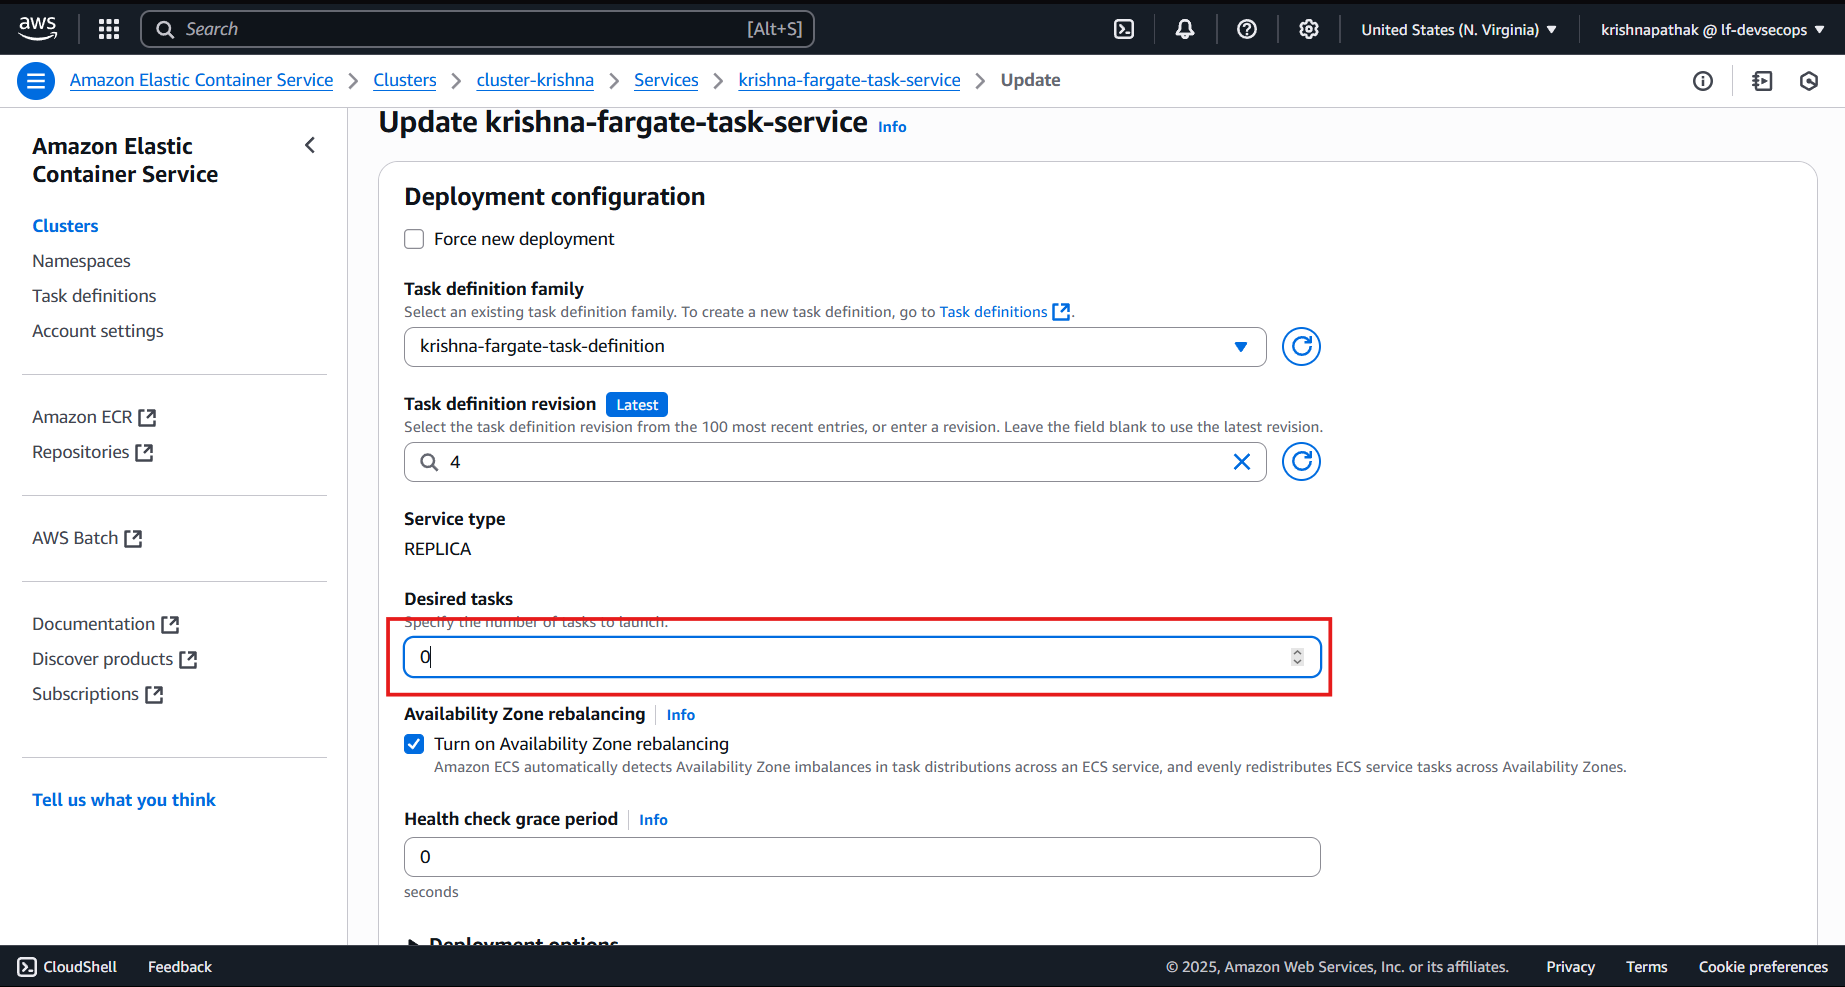 aws
Search [Alt+S]
United States (N. Virginia) ▼
krishnapathak @ lf-devsecops ▼
Amazon Elastic Container Service > Clusters > cluster-krishna > Services > krishna-fargate-task-service > Update
Amazon Elastic
Container Service
Clusters
Namespaces
Task definitions
Account settings
Amazon ECR
Repositories
AWS Batch
Documentation
Discover products
Subscriptions
Tell us what you think
Update krishna-fargate-task-service Info
Deployment configuration
Force new deployment
Task definition family
Select an existing task definition family. To create a new task definition, go to Task definitions.
krishna-fargate-task-definition
Task definition revision Latest
Select the task definition revision from the 100 most recent entries, or enter a revision. Leave the field blank to use the latest revision.
4
Service type
REPLICA
Desired tasks
Specify the number of tasks to launch.
0
Availability Zone rebalancing Info
Turn on Availability Zone rebalancing
Amazon ECS automatically detects Availability Zone imbalances in task distributions across an ECS service, and evenly redistributes ECS service tasks across Availability Zones.
Health check grace period Info
0
seconds
Deployment options
CloudShell Feedback
© 2025, Amazon Web Services, Inc. or its affiliates. Privacy Terms Cookie preferences